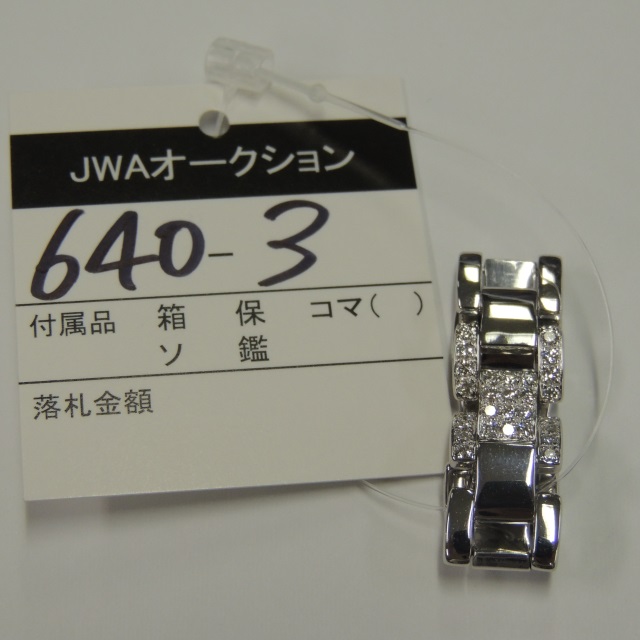 JWAオークション
640-3
付属品 箱 保 コマ( )
ソ 鑑
落札金額